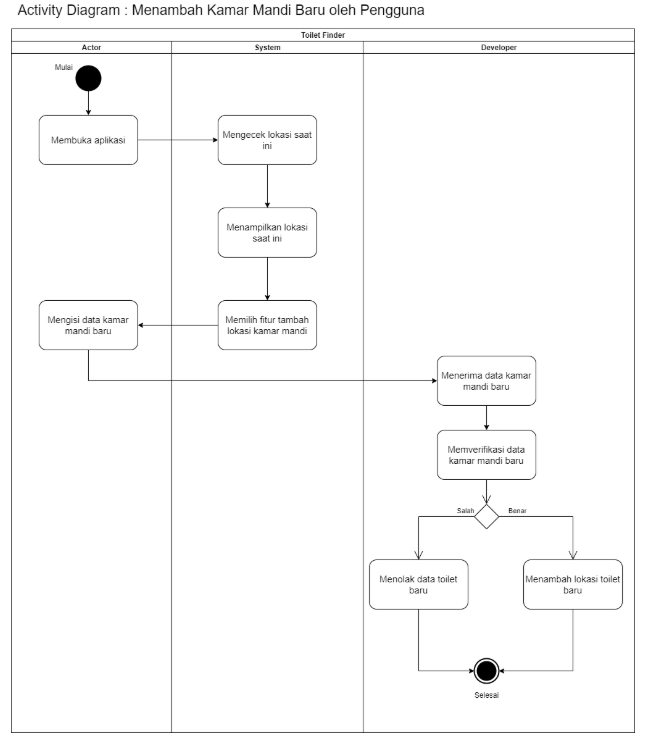 Activity Diagram : Menambah Kamar Mandi Baru oleh Pengguna
Toilet Finder
Actor
System
Developer
Mulai
Membuka aplikasi
Mengecek lokasi saat
ini
Menampilkan lokasi
saat ini
Mengisi data kamar
mandi baru
Memilih fitur tambah
lokasi kamar mandi
Menerima data kamar
mandi baru
Memverifikasi data
kamar mandi baru
Salah
Benar
Menolak data toilet
baru
Menambah lokasi toilet
baru
Selesai